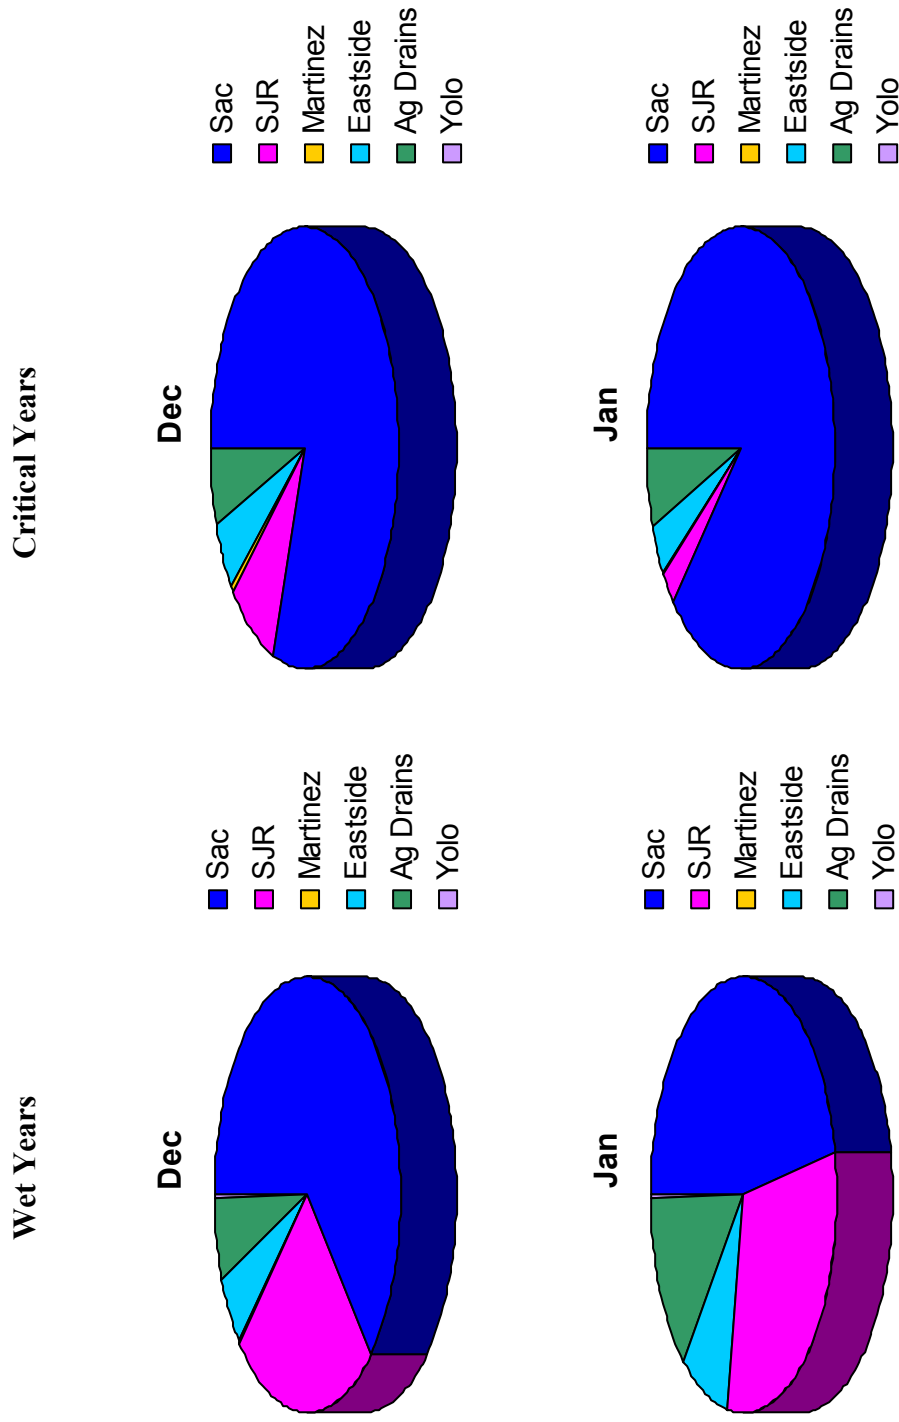 Wet Years
Critical Years
Dec
Sac
SJR
Martinez
Eastside
Ag Drains
Yolo
Dec
Sac
SJR
Martinez
Eastside
Ag Drains
Yolo
Jan
Sac
SJR
Martinez
Eastside
Ag Drains
Yolo
Jan
Sac
SJR
Martinez
Eastside
Ag Drains
Yolo